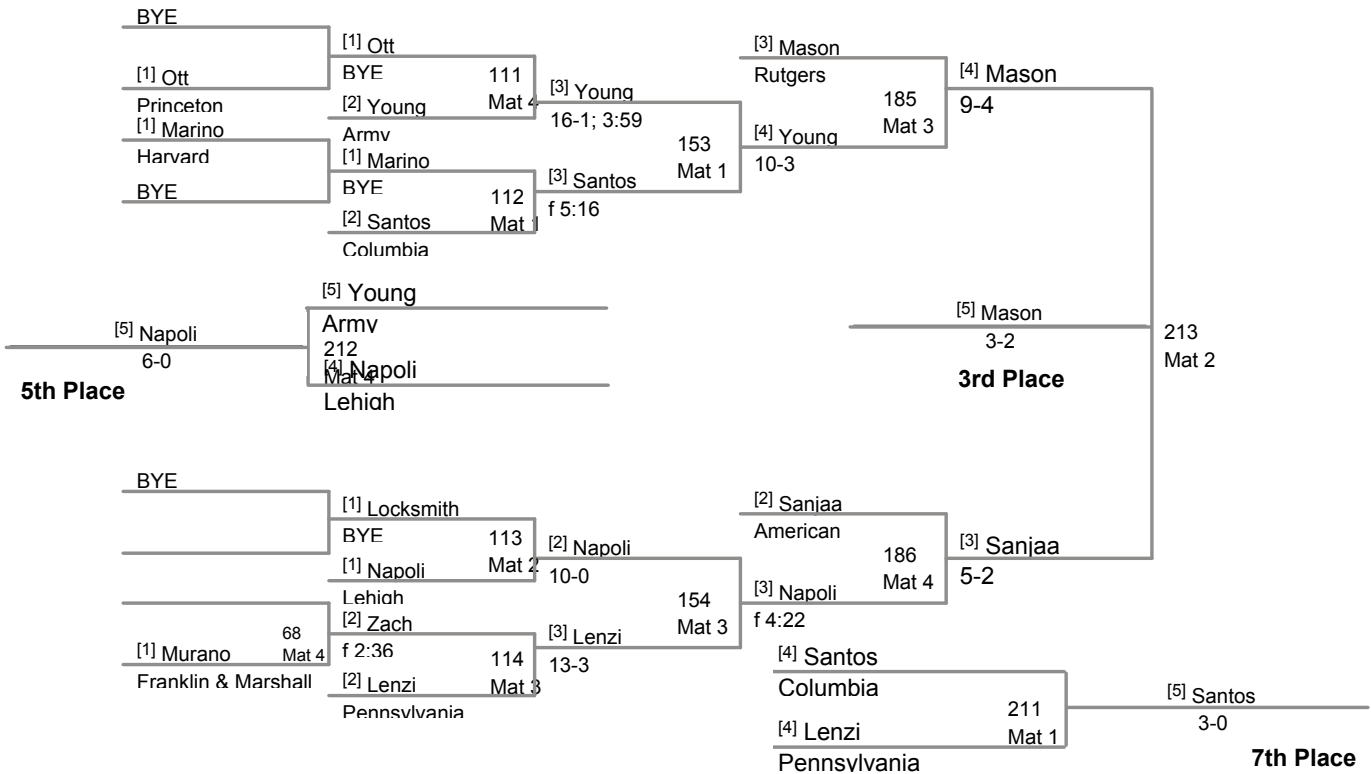 BYE
[1] Ott
Princeton
[1] Marino
Harvard
BYE
[1] Ott
BYE
111
Mat 4
[2] Young
Army
[1] Marino
BYE
112
Mat 1
[2] Santos
Columbia
[3] Young
16-1; 3:59
[3] Santos
f 5:16
153
Mat 1
[3] Mason
Rutgers
[4] Young
10-3
185
Mat 3
[4] Mason
9-4
[5] Young
Army
212
Mat 4
[4] Napoli
Lehigh
[5] Napoli
6-0
5th Place
[5] Mason
3-2
3rd Place
213
Mat 2
BYE
[1] Locksmith
BYE
113
Mat 2
[1] Napoli
Lehigh
68
Mat 4
[1] Murano
Franklin & Marshall
[2] Zach
f 2:36
114
Mat 3
[2] Lenzi
Pennsylvania
[2] Napoli
10-0
[3] Lenzi
13-3
154
Mat 3
[2] Sanjaa
American
[3] Napoli
f 4:22
186
Mat 4
[3] Sanjaa
5-2
[4] Santos
Columbia
[4] Lenzi
Pennsylvania
211
Mat 1
[5] Santos
3-0
7th Place